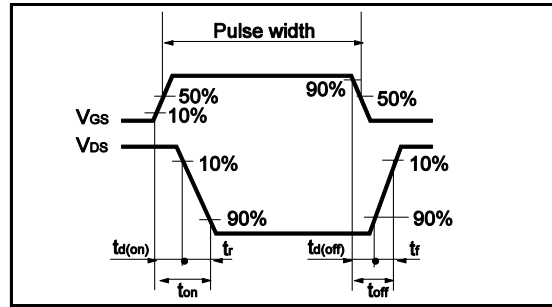 Pulse width
90%
50%
50%
10%
VGS
VDS
10%
10%
90%
90%
td(on)
tr
td(off)
tf
ton
toff